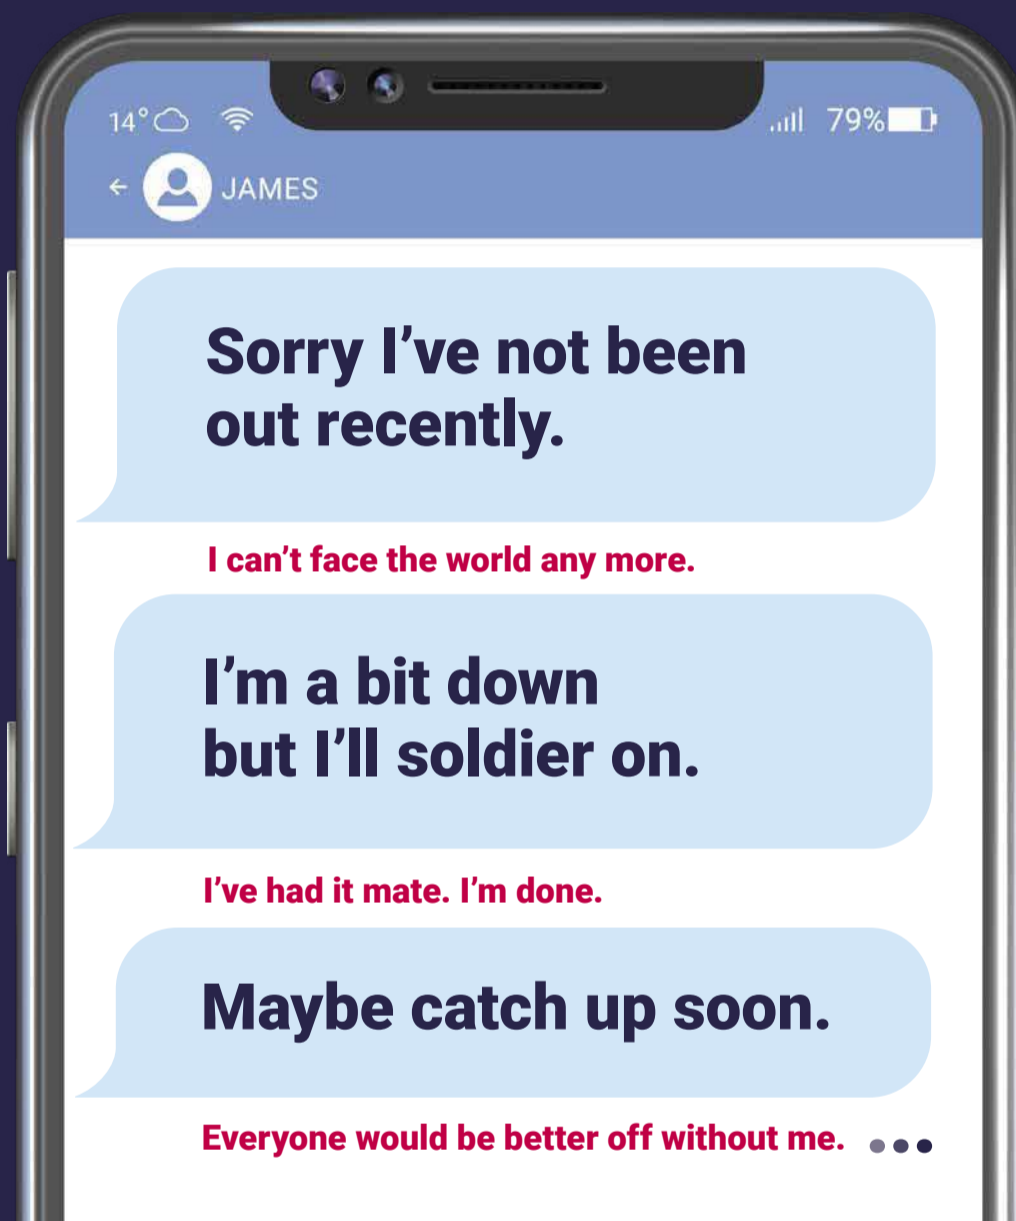 14° 79%
← JAMES
Sorry I’ve not been
out recently.
I can’t face the world any more.
I’m a bit down
but I’ll soldier on.
I’ve had it mate. I’m done.
Maybe catch up soon.
Everyone would be better off without me.